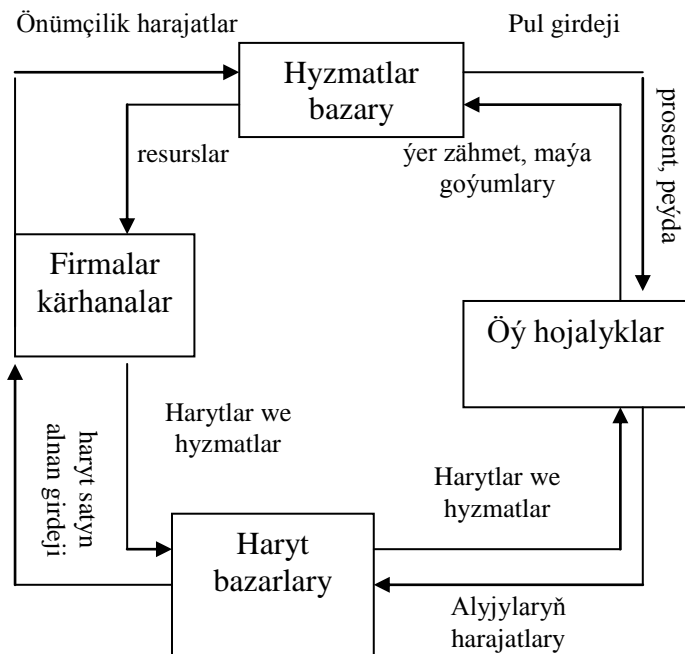 Önümçilik harajatlar
Pul girdeji
Hyzmatlar
bazary
resurslar
ýer zähmet, maýa
goýumlary
prosent, peýda
Firmalar
kärhanalar
Öý hojalyklar
Harytlar we
hyzmatlar
haryt satyn
alnan girdeji
Harytlar we
hyzmatlar
Haryt
bazarlary
Alyjylaryň
harajatlary